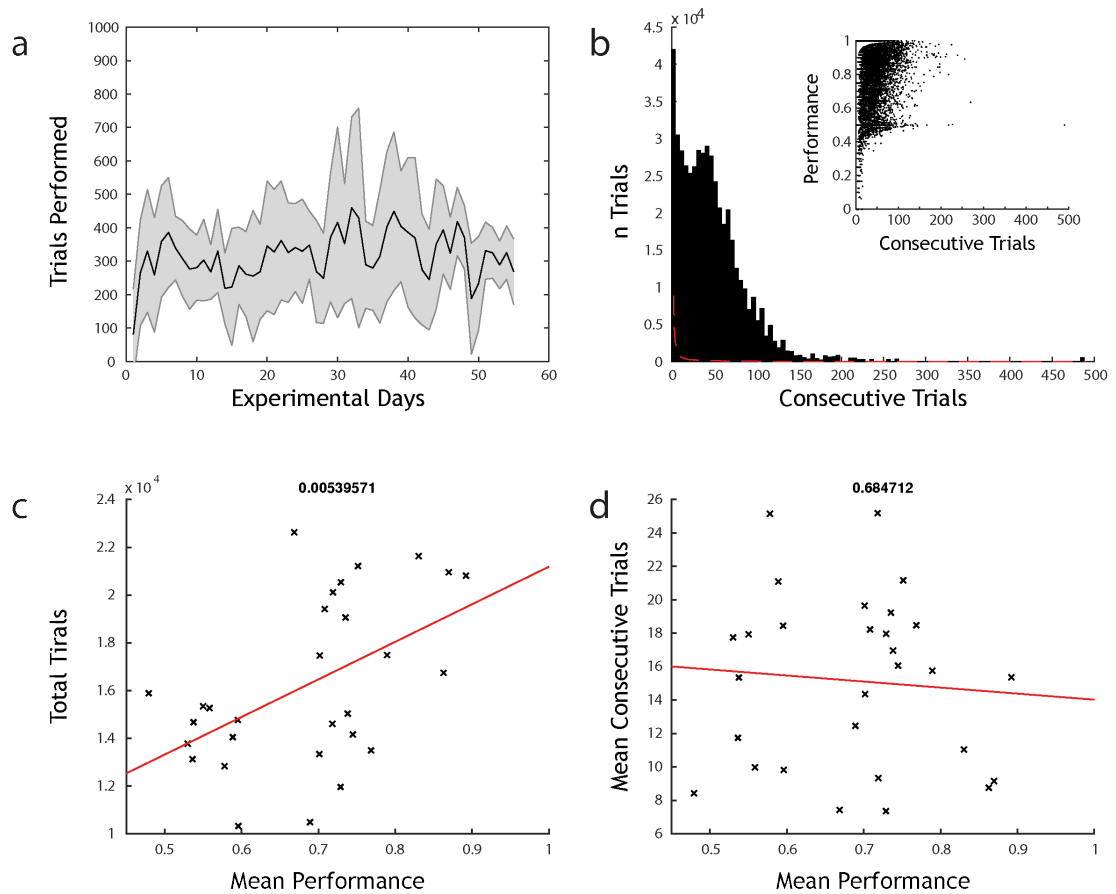 a
1000
900
800
700
600
500
400
300
200
100
0
0 10 20 30 40 50 60
Trials Performed
Experimental Days
b
x 10^4
4.5
4
3.5
3
2.5
2
1.5
1
0.5
0
0 50 100 150 200 250 300 350 400 450 500
n Trials
Consecutive Trials
1
0.8
0.6
0.4
0.2
0
0 100 200 300 400 500
Performance
Consecutive Trials
c
x 10^4
0.00539571
2.4
2.2
2
1.8
1.6
1.4
1.2
1
0.5 0.6 0.7 0.8 0.9 1
Total Tirals
Mean Performance
d
0.684712
26
24
22
20
18
16
14
12
10
8
6
0.5 0.6 0.7 0.8 0.9 1
Mean Consecutive Trials
Mean Performance